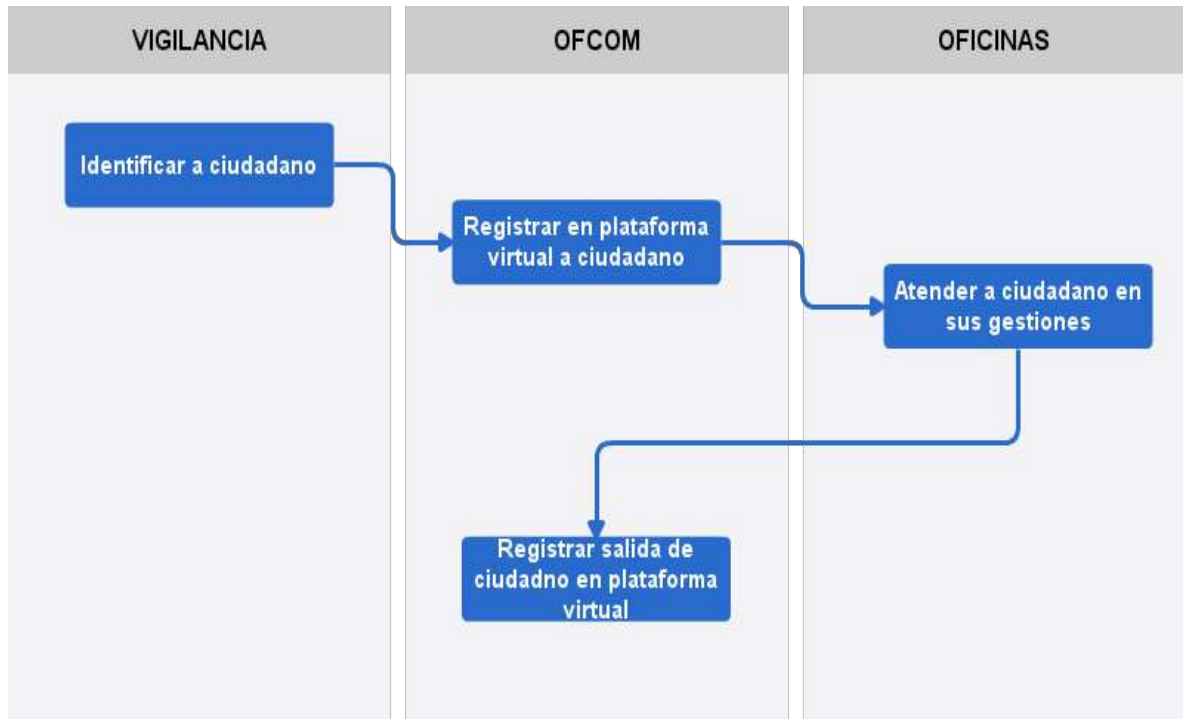 VIGILANCIA
OFCOM
OFICINAS
Identificar a ciudadano
Registrar en plataforma
virtual a ciudadano
Atender a ciudadano en
sus gestiones
Registrar salida de
ciudadno en plataforma
virtual